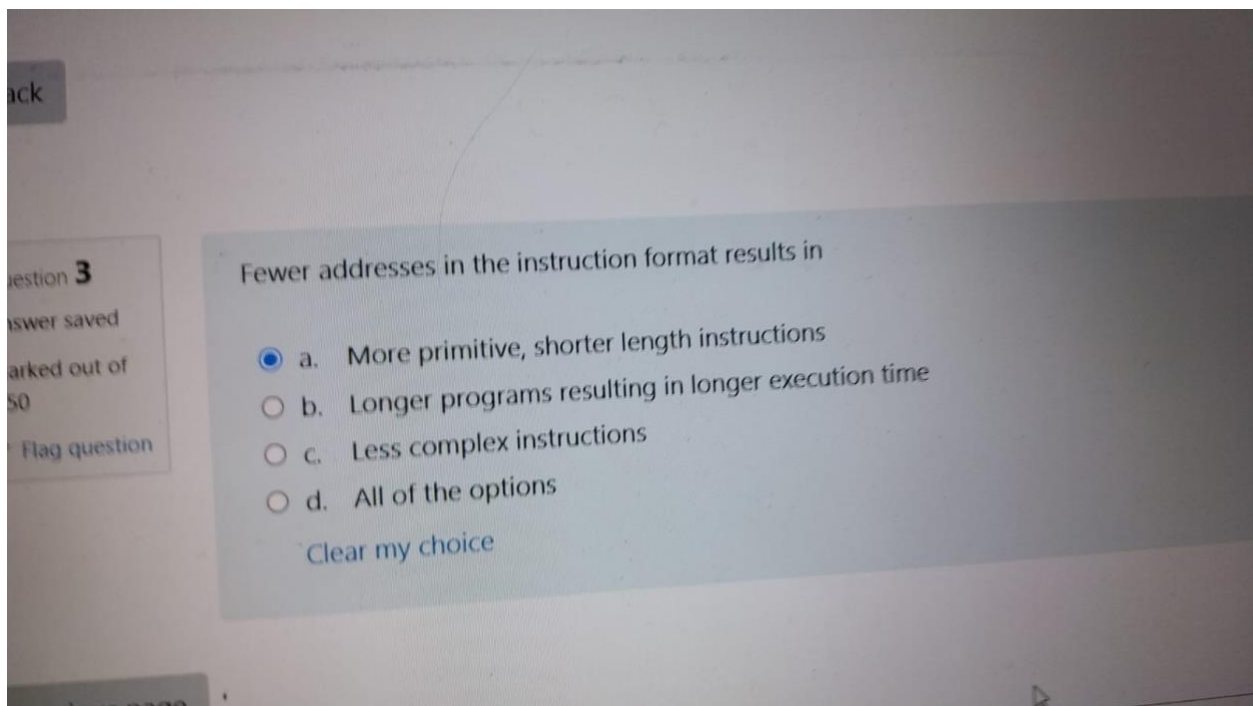 ack
estion 3
swer saved
arked out of
50
Flag question
Fewer addresses in the instruction format results in
a. More primitive, shorter length instructions
b. Longer programs resulting in longer execution time
c. Less complex instructions
d. All of the options
Clear my choice